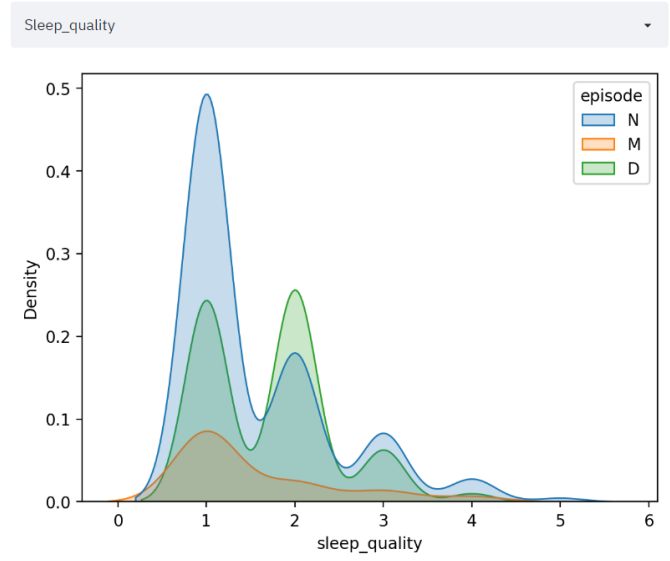 Sleep_quality
episode
N
M
D
0.5
0.4
0.3
0.2
0.1
0.0
Density
0 1 2 3 4 5 6
sleep_quality